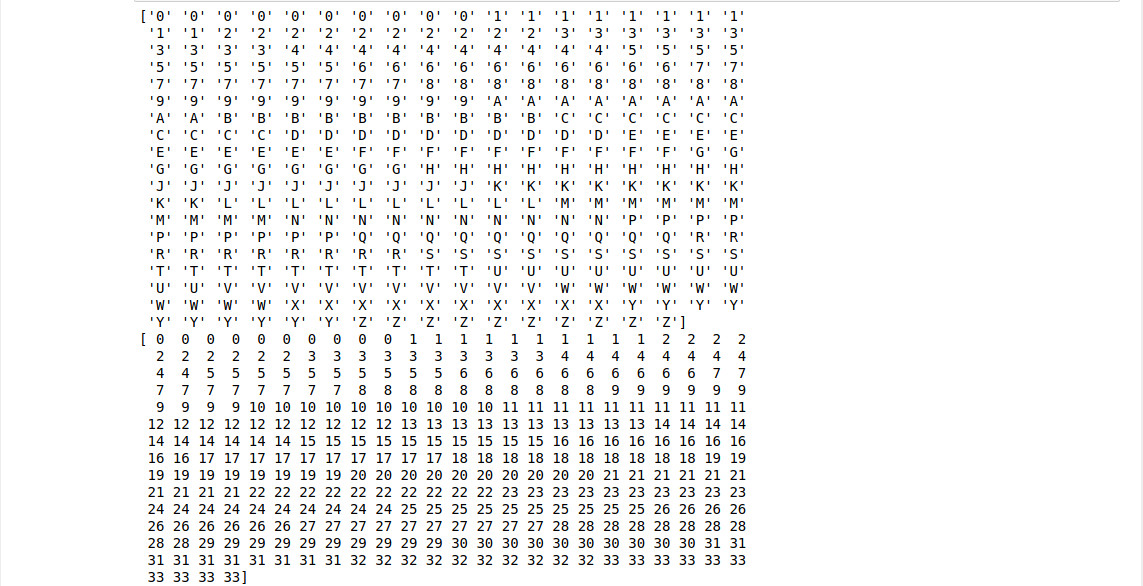 ['0' '0' '0' '0' '0' '0' '0' '0' '0' '0' '1' '1' '1' '1' '1' '1' '1' '1'
'1' '1' '2' '2' '2' '2' '2' '2' '2' '2' '2' '2' '3' '3' '3' '3' '3' '3'
'3' '3' '3' '3' '4' '4' '4' '4' '4' '4' '4' '4' '4' '4' '5' '5' '5' '5'
'5' '5' '5' '5' '5' '5' '6' '6' '6' '6' '6' '6' '6' '6' '6' '6' '7' '7'
'7' '7' '7' '7' '7' '7' '7' '7' '8' '8' '8' '8' '8' '8' '8' '8' '8' '8'
'9' '9' '9' '9' '9' '9' '9' '9' '9' '9' 'A' 'A' 'A' 'A' 'A' 'A' 'A' 'A'
'A' 'A' 'B' 'B' 'B' 'B' 'B' 'B' 'B' 'B' 'B' 'B' 'C' 'C' 'C' 'C' 'C' 'C'
'C' 'C' 'C' 'C' 'D' 'D' 'D' 'D' 'D' 'D' 'D' 'D' 'D' 'D' 'E' 'E' 'E' 'E'
'E' 'E' 'E' 'E' 'E' 'E' 'F' 'F' 'F' 'F' 'F' 'F' 'F' 'F' 'F' 'F' 'G' 'G'
'G' 'G' 'G' 'G' 'G' 'G' 'G' 'G' 'H' 'H' 'H' 'H' 'H' 'H' 'H' 'H' 'H' 'H'
'J' 'J' 'J' 'J' 'J' 'J' 'J' 'J' 'J' 'J' 'K' 'K' 'K' 'K' 'K' 'K' 'K' 'K'
'K' 'K' 'L' 'L' 'L' 'L' 'L' 'L' 'L' 'L' 'L' 'L' 'M' 'M' 'M' 'M' 'M' 'M'
'M' 'M' 'M' 'M' 'N' 'N' 'N' 'N' 'N' 'N' 'N' 'N' 'N' 'N' 'P' 'P' 'P' 'P'
'P' 'P' 'P' 'P' 'P' 'P' 'Q' 'Q' 'Q' 'Q' 'Q' 'Q' 'Q' 'Q' 'Q' 'Q' 'R' 'R'
'R' 'R' 'R' 'R' 'R' 'R' 'R' 'R' 'S' 'S' 'S' 'S' 'S' 'S' 'S' 'S' 'S' 'S'
'T' 'T' 'T' 'T' 'T' 'T' 'T' 'T' 'T' 'T' 'U' 'U' 'U' 'U' 'U' 'U' 'U' 'U'
'U' 'U' 'V' 'V' 'V' 'V' 'V' 'V' 'V' 'V' 'V' 'V' 'W' 'W' 'W' 'W' 'W' 'W'
'W' 'W' 'W' 'W' 'X' 'X' 'X' 'X' 'X' 'X' 'X' 'X' 'X' 'X' 'Y' 'Y' 'Y' 'Y'
'Y' 'Y' 'Y' 'Y' 'Y' 'Y' 'Z' 'Z' 'Z' 'Z' 'Z' 'Z' 'Z' 'Z' 'Z' 'Z']
[ 0 0 0 0 0 0 0 0 0 0 1 1 1 1 1 1 1 1 1 1 2 2 2 2
2 2 2 2 2 2 3 3 3 3 3 3 3 3 3 3 4 4 4 4 4 4 4 4
4 4 5 5 5 5 5 5 5 5 5 5 6 6 6 6 6 6 6 6 6 6 7 7
7 7 7 7 7 7 7 7 8 8 8 8 8 8 8 8 8 8 9 9 9 9 9 9
9 9 9 9 10 10 10 10 10 10 10 10 10 10 11 11 11 11 11 11 11 11 11 11
12 12 12 12 12 12 12 12 12 12 13 13 13 13 13 13 13 13 13 13 14 14 14 14
14 14 14 14 14 14 15 15 15 15 15 15 15 15 15 15 16 16 16 16 16 16 16 16
16 16 17 17 17 17 17 17 17 17 17 17 18 18 18 18 18 18 18 18 18 18 19 19
19 19 19 19 19 19 19 19 20 20 20 20 20 20 20 20 20 20 21 21 21 21 21 21
21 21 21 21 22 22 22 22 22 22 22 22 22 22 23 23 23 23 23 23 23 23 23 23
24 24 24 24 24 24 24 24 24 24 25 25 25 25 25 25 25 25 25 25 26 26 26 26
26 26 26 26 26 26 27 27 27 27 27 27 27 27 27 27 28 28 28 28 28 28 28 28
28 28 29 29 29 29 29 29 29 29 29 29 30 30 30 30 30 30 30 30 30 30 31 31
31 31 31 31 31 31 31 31 32 32 32 32 32 32 32 32 32 32 33 33 33 33 33 33
33 33 33 33]